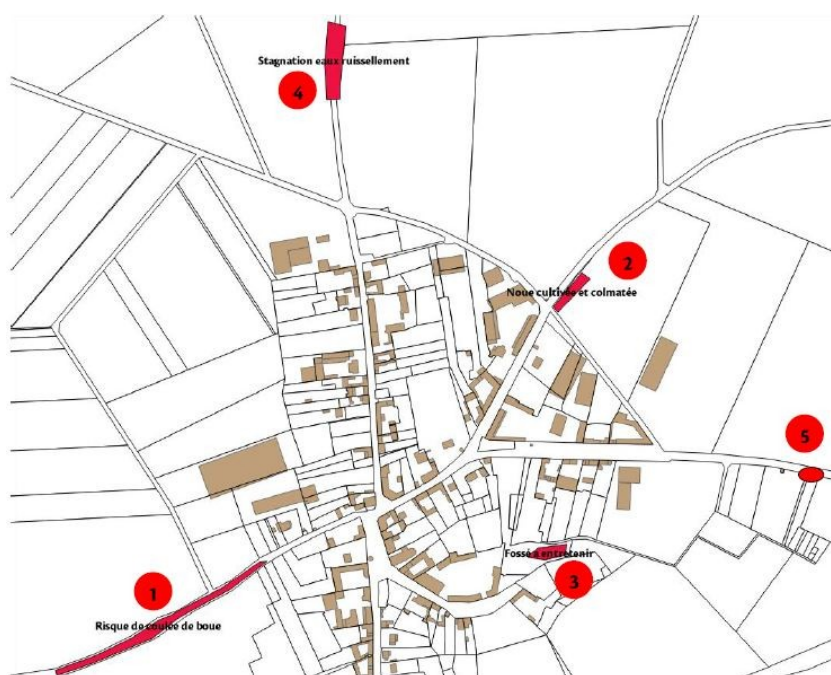 Stagnation eaux ruissellement
4
2
Noue cultivée et colmatée
5
Fossé à entretenir
3
1
Risque de coulée de boue